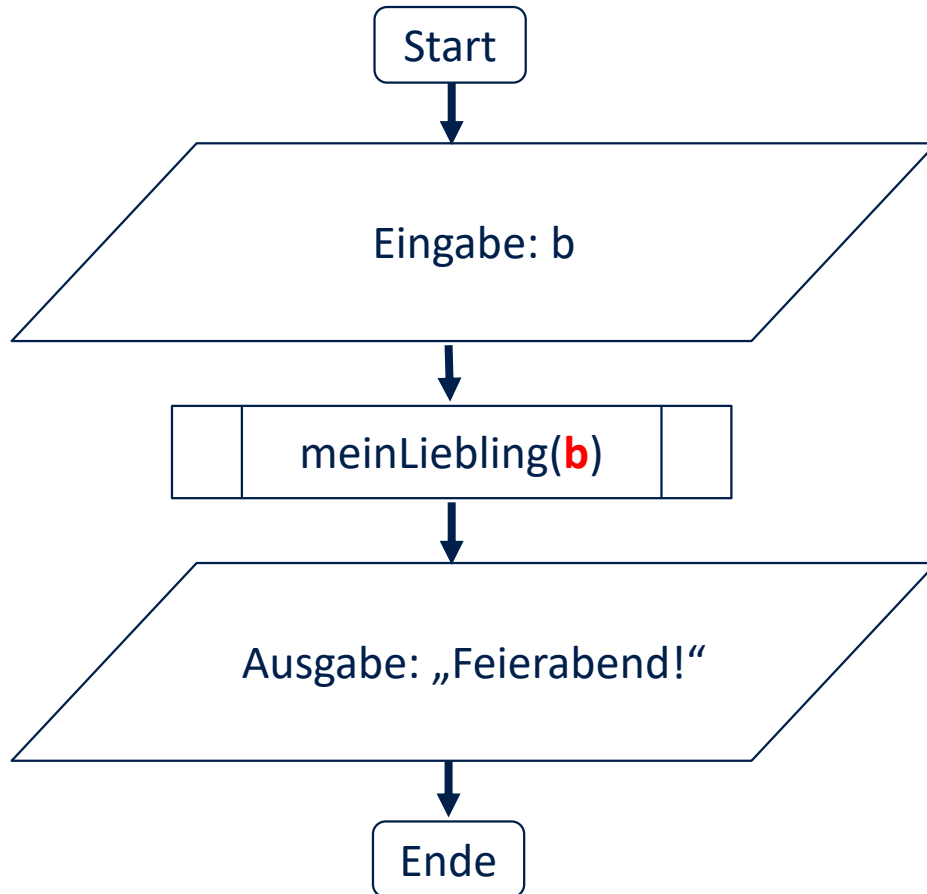 Start
Eingabe: b
meinLiebling(b)
Ausgabe: „Feierabend!“
Ende